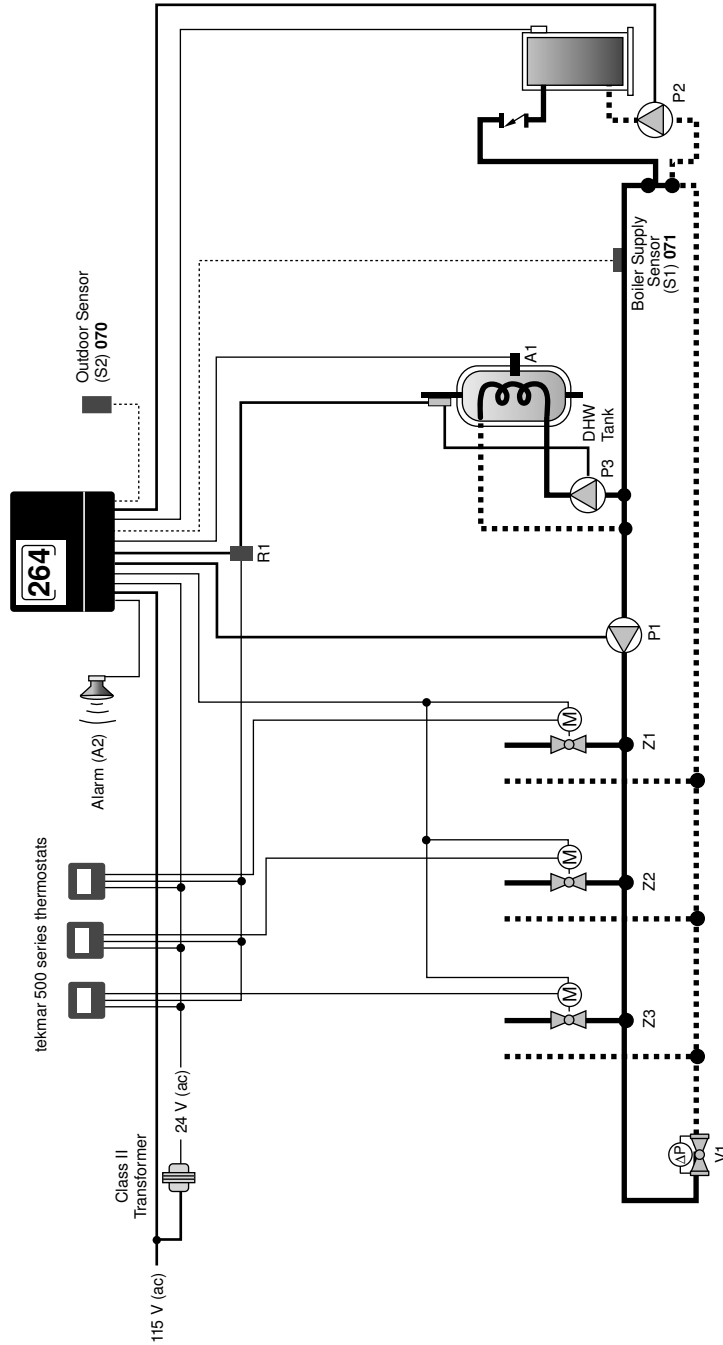 115 V (ac)
Class II
Transformer
24 V (ac)
tekmar 500 series thermostats
Alarm (A2)
264
Outdoor Sensor
(S2) 070
R1
M
M
M
Z3
Z2
Z1
P1
P3
DHW
Tank
A1
Boiler Supply
Sensor
(S1) 071
P2
ΔP
V1